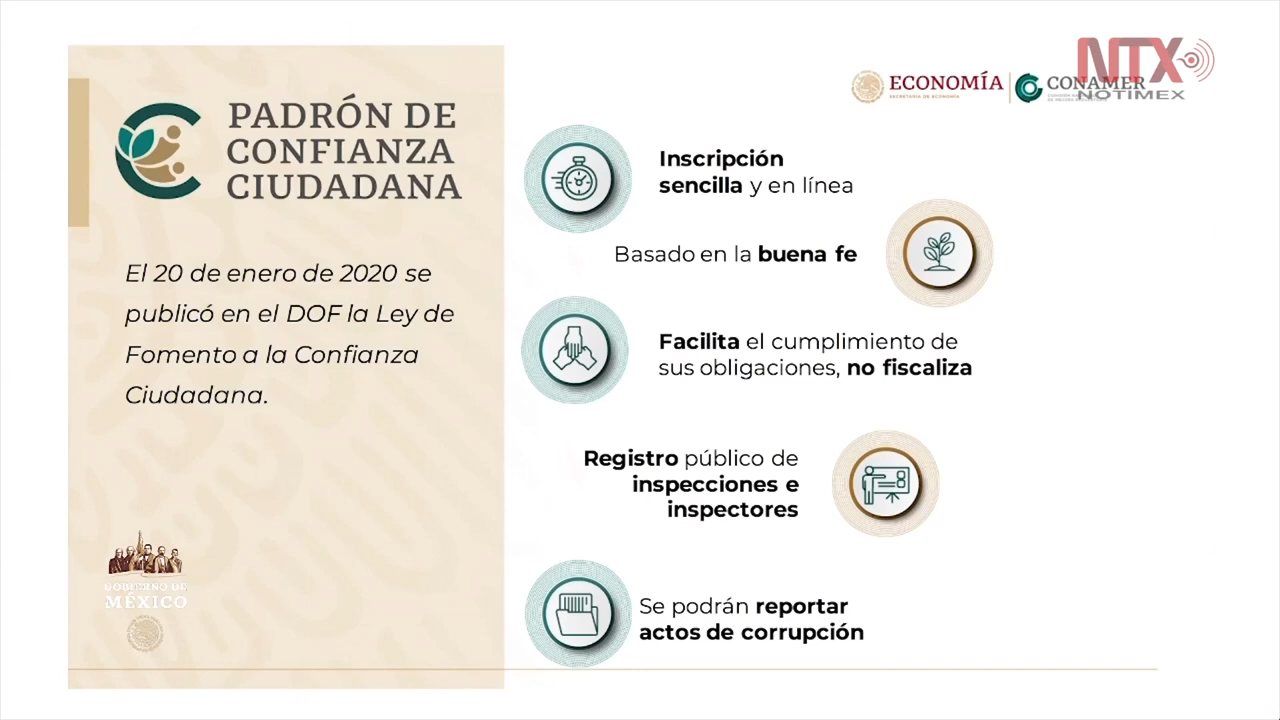 PADRÓN DE
CONFIANZA
CIUDADANA
El 20 de enero de 2020 se
publicó en el DOF la Ley de
Fomento a la Confianza
Ciudadana.
GOBIERNO DE
MÉXICO
ECONOMÍA
SECRETARÍA DE ECONOMÍA
CONAMER
NTX
NOTIMEX
Inscripción
sencilla y en línea
Basado en la buena fe
Facilita el cumplimiento de
sus obligaciones, no fiscaliza
Registro público de
inspecciones e
inspectores
Se podrán reportar
actos de corrupción